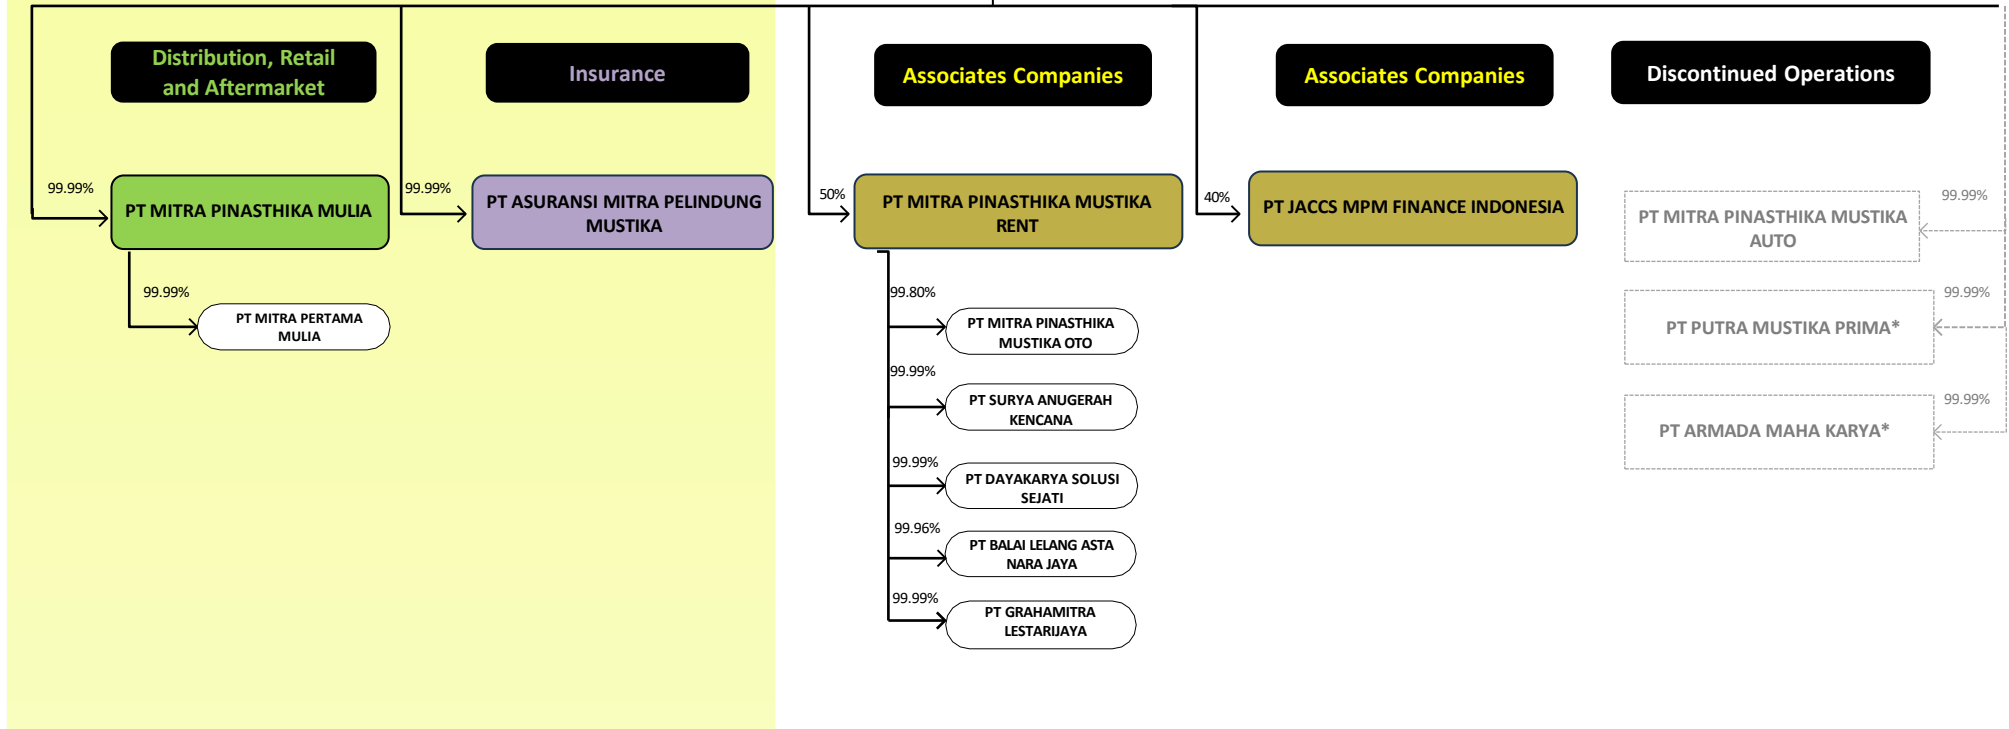 Distribution, Retail
and Aftermarket
Insurance
Associates Companies
Associates Companies
Discontinued Operations
99.99%
PT MITRA PINASTHIKA MULIA
99.99%
PT ASURANSI MITRA PELINDUNG
MUSTIKA
50%
PT MITRA PINASTHIKA MUSTIKA
RENT
40%
PT JACCS MPM FINANCE INDONESIA
99.99%
PT MITRA PINASTHIKA MUSTIKA
AUTO
99.99%
PT MITRA PERTAMA
MULIA
99.80%
PT MITRA PINASTHIKA
MUSTIKA OTO
99.99%
PT PUTRA MUSTIKA PRIMA*
99.99%
PT SURYA ANUGERAH
KENCANA
99.99%
PT ARMADA MAHA KARYA*
99.99%
PT DAYAKARYA SOLUSI
SEJATI
99.96%
PT BALAI LELANG ASTA
NARA JAYA
99.99%
PT GRAHAMITRA
LESTARIJAYA